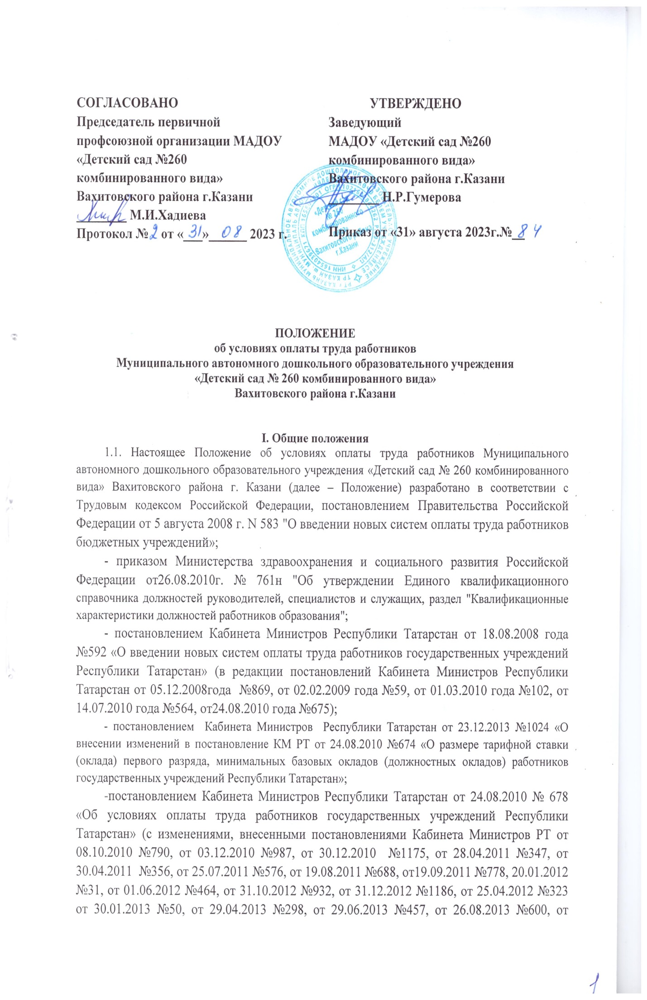 СОГЛАСОВАНО
Председатель первичной
профсоюзной организации МАДОУ
«Детский сад №260
комбинированного вида»
Вахитовского района г.Казани
________ М.И.Хадиева
Протокол №2 от «31» 08 2023 г.
УТВЕРЖДЕНО
Заведующий
МАДОУ «Детский сад №260
комбинированного вида»
Вахитовского района г.Казани
________ Н.Р.Гумерова
Приказ от «31» августа 2023г.№ 84
«Детский сад
№ 260
комбинированного
вида»
Вахитовского района
г.Казани
ПОЛОЖЕНИЕ
об условиях оплаты труда работников
Муниципального автономного дошкольного образовательного учреждения
«Детский сад № 260 комбинированного вида»
Вахитовского района г.Казани
I. Общие положения
1.1. Настоящее Положение об условиях оплаты труда работников Муниципального
автономного дошкольного образовательного учреждения «Детский сад № 260 комбинированного
вида» Вахитовского района г. Казани (далее – Положение) разработано в соответствии с
Трудовым кодексом Российской Федерации, постановлением Правительства Российской
Федерации от 5 августа 2008 г. N 583 "О введении новых систем оплаты труда работников
бюджетных учреждений»;
- приказом Министерства здравоохранения и социального развития Российской
Федерации от26.08.2010г. № 761н "Об утверждении Единого квалификационного
справочника должностей руководителей, специалистов и служащих, раздел "Квалификационные
характеристики должностей работников образования";
- постановлением Кабинета Министров Республики Татарстан от 18.08.2008 года
№592 «О введении новых систем оплаты труда работников государственных учреждений
Республики Татарстан» (в редакции постановлений Кабинета Министров Республики
Татарстан от 05.12.2008года №869, от 02.02.2009 года №59, от 01.03.2010 года №102, от
14.07.2010 года №564, от24.08.2010 года №675);
- постановлением Кабинета Министров Республики Татарстан от 23.12.2013 №1024 «О
внесении изменений в постановление КМ РТ от 24.08.2010 №674 «О размере тарифной ставки
(оклада) первого разряда, минимальных базовых окладов (должностных окладов) работников
государственных учреждений Республики Татарстан»;
-постановлением Кабинета Министров Республики Татарстан от 24.08.2010 № 678
«Об условиях оплаты труда работников государственных учреждений Республики
Татарстан» (с изменениями, внесенными постановлениями Кабинета Министров РТ от
08.10.2010 №790, от 03.12.2010 №987, от 30.12.2010 №1175, от 28.04.2011 №347, от
30.04.2011 №356, от 25.07.2011 №576, от 19.08.2011 №688, от19.09.2011 №778, 20.01.2012
№31, от 01.06.2012 №464, от 31.10.2012 №932, от 31.12.2012 №1186, от 25.04.2012 №323
от 30.01.2013 №50, от 29.04.2013 №298, от 29.06.2013 №457, от 26.08.2013 №600, от
1